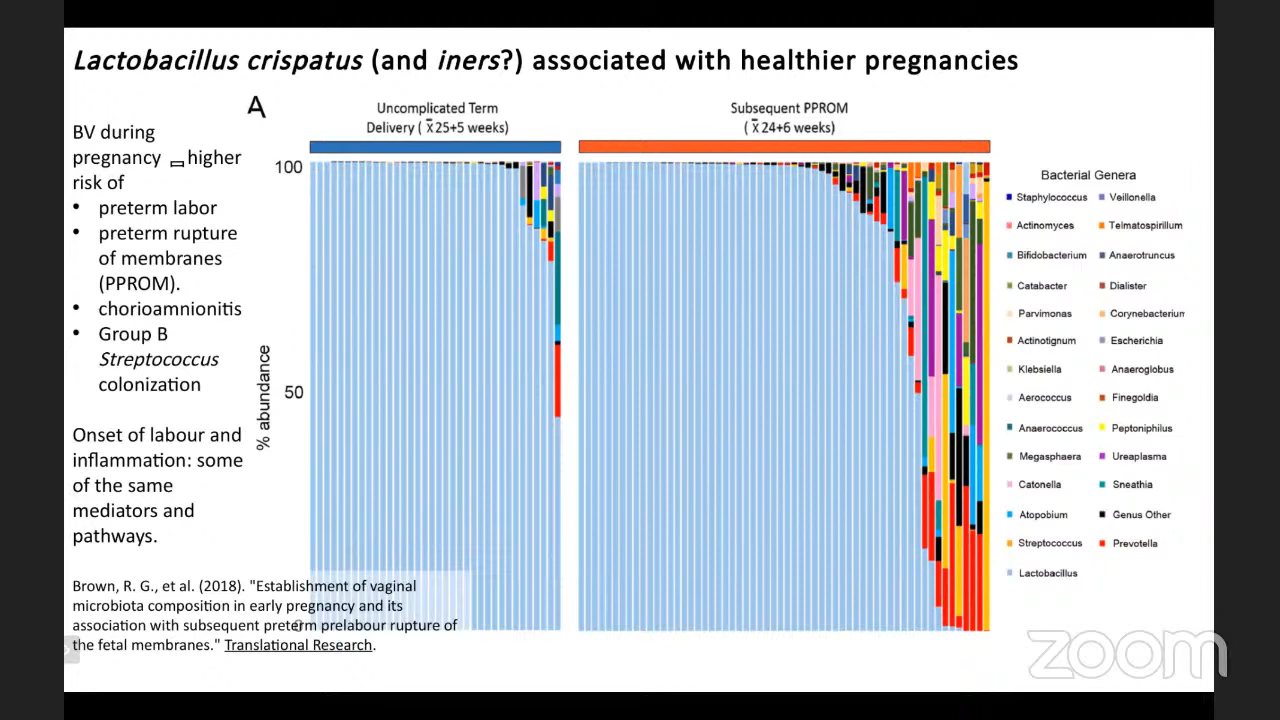 Lactobacillus crispatus (and iners?) associated with healthier pregnancies
BV during
pregnancy higher
risk of
• preterm labor
• preterm rupture
of membranes
(PPROM).
• chorioamnionitis
• Group B
Streptococcus
colonization
Onset of labour and
inflammation: some
of the same
mediators and
pathways.
A
Uncomplicated Term
Delivery ( x̅ 25+5 weeks)
Subsequent PPROM
( x̅ 24+6 weeks)
100
50
0
% abundance
Bacterial Genera
Staphylococcus
Veillonella
Actinomyces
Telmatospirillum
Bifidobacterium
Anaerotruncus
Catabacter
Dialister
Parvimonas
Corynebacterium
Actinotignum
Escherichia
Klebsiella
Anaeroglobus
Aerococcus
Finegoldia
Anaerococcus
Peptoniphilus
Megasphaera
Ureaplasma
Catonella
Sneathia
Atopobium
Genus Other
Streptococcus
Prevotella
Lactobacillus
Brown, R. G., et al. (2018). "Establishment of vaginal
microbiota composition in early pregnancy and its
association with subsequent preterm prelabour rupture of
the fetal membranes." Translational Research.
zoom